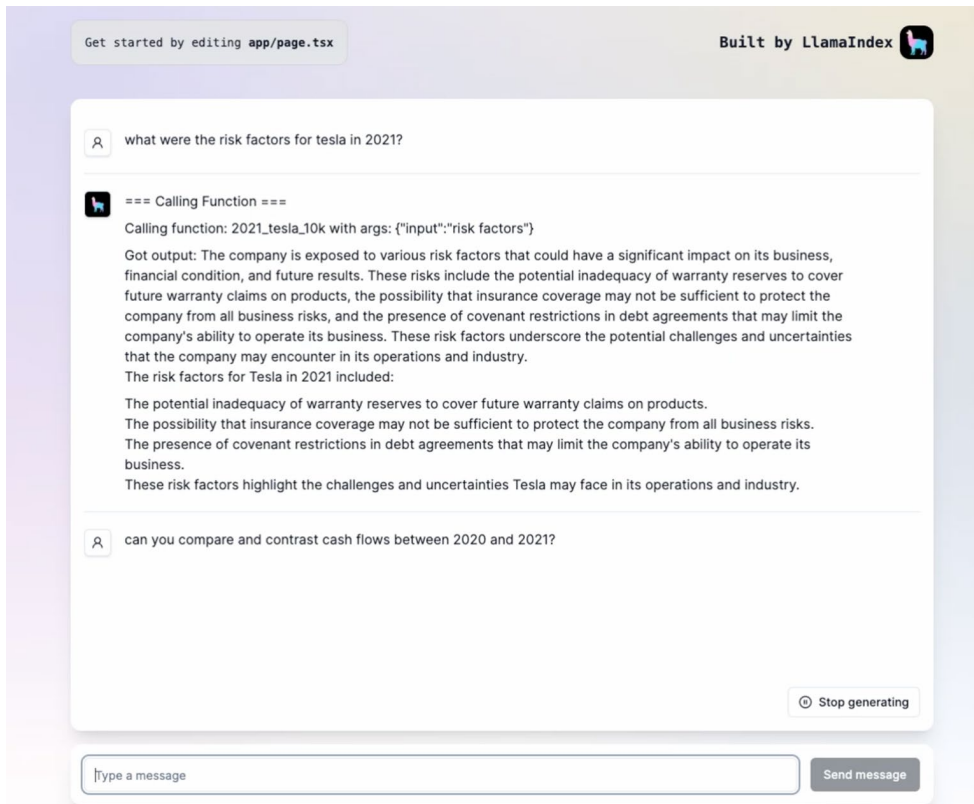 Get started by editing app/page.tsx
Built by LlamaIndex
what were the risk factors for tesla in 2021?
=== Calling Function ===
Calling function: 2021_tesla_10k with args: {"input":"risk factors"}
Got output: The company is exposed to various risk factors that could have a significant impact on its business,
financial condition, and future results. These risks include the potential inadequacy of warranty reserves to cover
future warranty claims on products, the possibility that insurance coverage may not be sufficient to protect the
company from all business risks, and the presence of covenant restrictions in debt agreements that may limit the
company's ability to operate its business. These risk factors underscore the potential challenges and uncertainties
that the company may encounter in its operations and industry.
The risk factors for Tesla in 2021 included:
The potential inadequacy of warranty reserves to cover future warranty claims on products.
The possibility that insurance coverage may not be sufficient to protect the company from all business risks.
The presence of covenant restrictions in debt agreements that may limit the company's ability to operate its
business.
These risk factors highlight the challenges and uncertainties Tesla may face in its operations and industry.
can you compare and contrast cash flows between 2020 and 2021?
Stop generating
Type a message
Send message